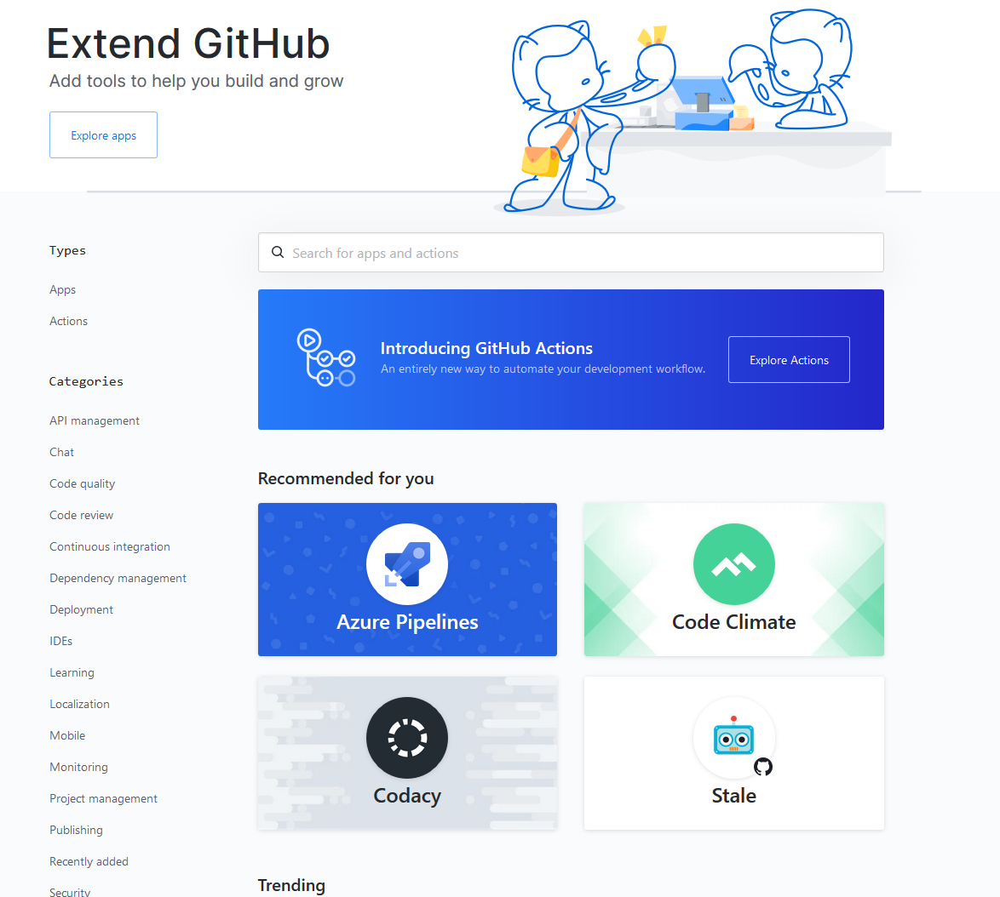 Extend GitHub
Add tools to help you build and grow
Explore apps
Types
Apps
Actions
Categories
API management
Chat
Code quality
Code review
Continuous integration
Dependency management
Deployment
IDEs
Learning
Localization
Mobile
Monitoring
Project management
Publishing
Recently added
Security
Search for apps and actions
Introducing GitHub Actions
An entirely new way to automate your development workflow.
Explore Actions
Recommended for you
Azure Pipelines
Code Climate
Codacy
Stale
Trending